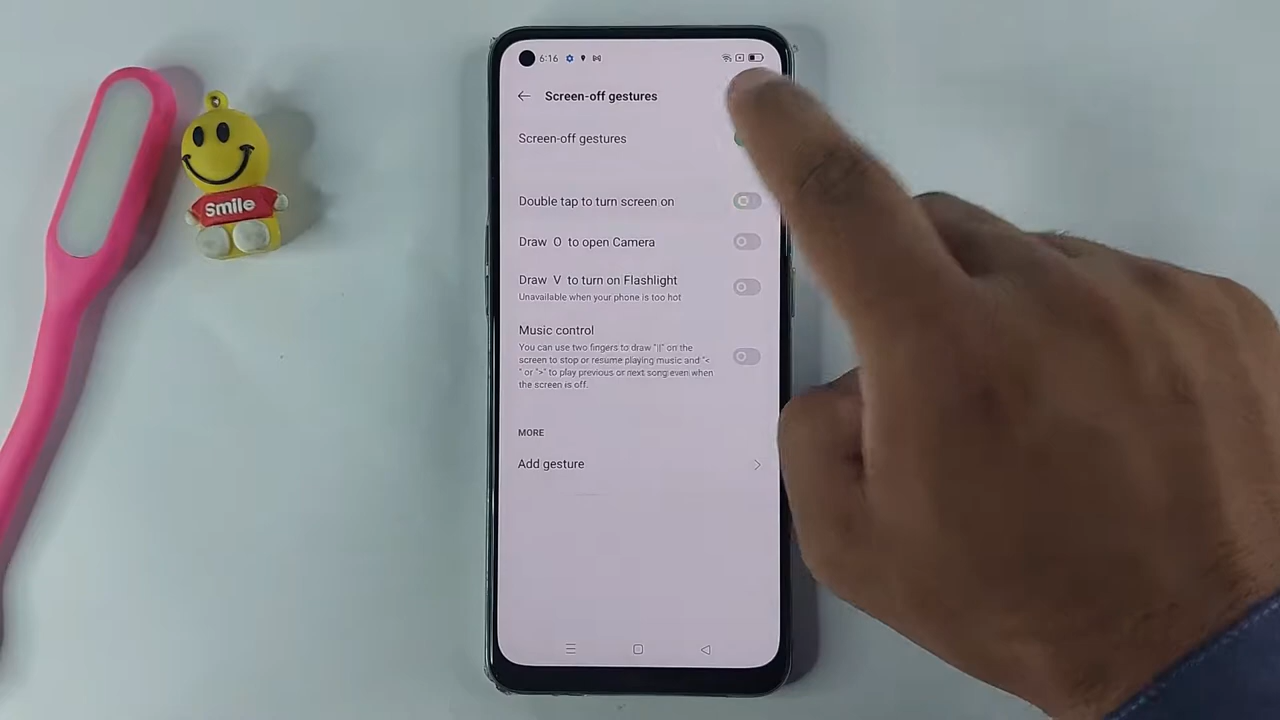 6:16
Screen-off gestures
Screen-off gestures
Double tap to turn screen on
Draw O to open Camera
Draw V to turn on Flashlight
Unavailable when your phone is too hot
Music control
You can use two fingers to draw "||" on the
screen to stop or resume playing music and "<
" or ">" to play previous or next song even when
the screen is off.
MORE
Add gesture
Smile